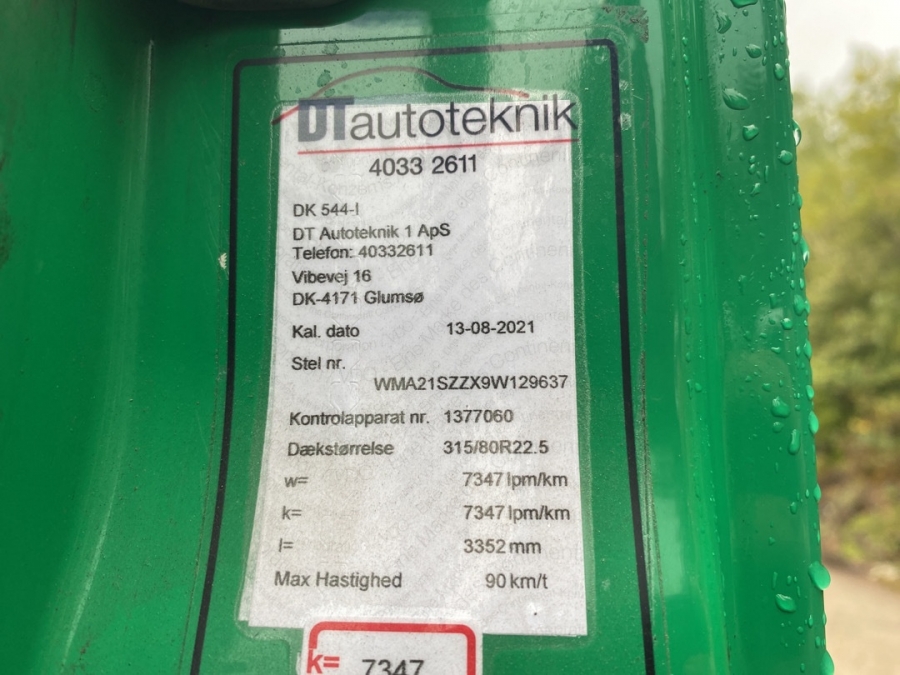 DTautoteknik
4033 2611
DK 544-I
DT Autoteknik 1 ApS
Telefon: 40332611
Vibevej 16
DK-4171 Glumsø
Kal. dato 13-08-2021
Stel nr.
WMA21SZZX9W129637
Kontrolapparat nr. 1377060
Dækstørrelse 315/80R22.5
w= 7347 lpm/km
k= 7347 lpm/km
l= 3352 mm
Max Hastighed 90 km/t
k= 7347